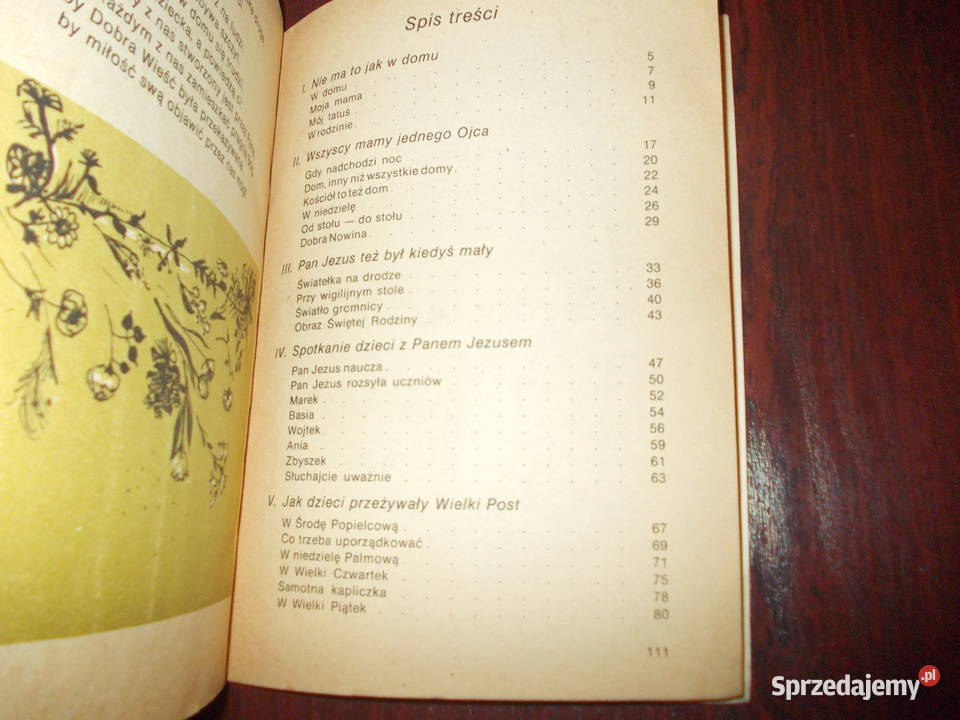 by Dobra Wieść była przekazywana
by miłość swą objawić przez
Spis treści
I. Nie ma to jak w domu
W domu 5
Moja mama 7
Mój tatuś 9
W rodzinie 11
II. Wszyscy mamy jednego Ojca
Gdy nadchodzi noc 17
Dom, inny niż wszystkie domy 20
Kościół to też dom 22
W niedzielę 24
Od stołu — do stołu 26
Dobra Nowina 29
III. Pan Jezus też był kiedyś mały
Światełka na drodze 33
Przy wigilijnym stole 36
Światło gromnicy 40
Obraz Świętej Rodziny 43
IV. Spotkanie dzieci z Panem Jezusem
Pan Jezus naucza 47
Pan Jezus rozsyła uczniów 50
Marek 52
Basia 54
Wojtek 56
Ania 59
Zbyszek 61
Słuchajcie uważnie 63
V. Jak dzieci przeżywały Wielki Post
W Środę Popielcową 67
Co trzeba uporządkować 69
W niedzielę Palmową 71
W Wielki Czwartek 75
Samotna kapliczka 78
W Wielki Piątek 80
111
Sprzedajemy.pl